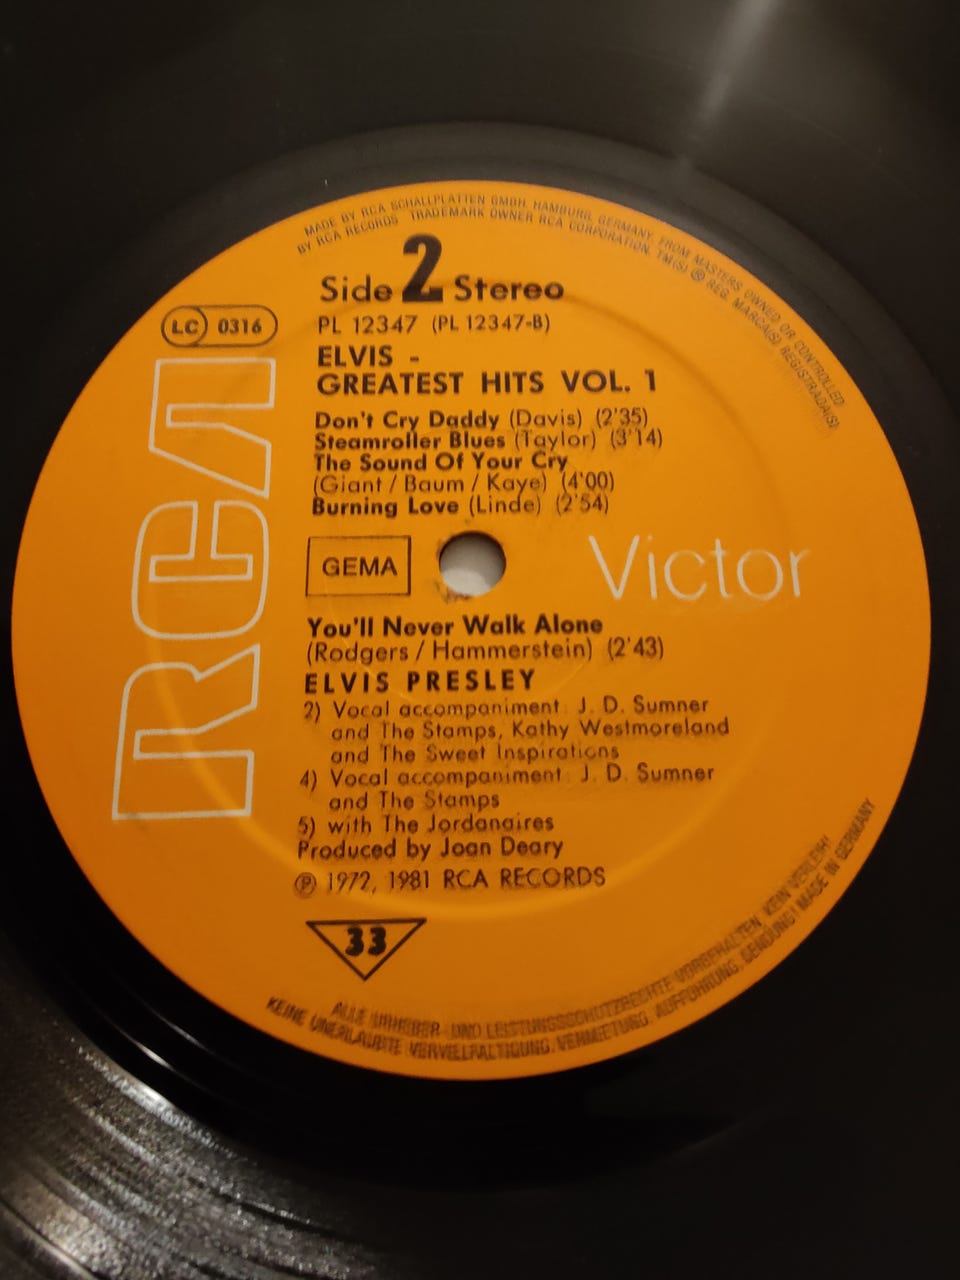 MADE BY RCA SCHALLPLATTEN GMBH, HAMBURG, GERMANY, FROM MASTERS OWNED OR CONTROLLED
BY RCA RECORDS TRADEMARK OWNER RCA CORPORATION. TM(S) ® REG. MARCA(S) REGISTRADA(S)
Side 2 Stereo
LC 0316
PL 12347 (PL 12347-B)
ELVIS -
GREATEST HITS VOL. 1
Don't Cry Daddy (Davis) (2'35)
Steamroller Blues (Taylor) (3'14)
The Sound Of Your Cry
(Giant / Baum / Kaye) (4'00)
Burning Love (Linde) (2'54)
RCA
GEMA
Victor
You'll Never Walk Alone
(Rodgers / Hammerstein) (2'43)
ELVIS PRESLEY
2) Vocal accompaniment: J. D. Sumner
and The Stamps, Kathy Westmoreland
and The Sweet Inspirations
4) Vocal accompaniment: J. D. Sumner
and The Stamps
5) with The Jordanaires
Produced by Joan Deary
℗ 1972, 1981 RCA RECORDS
33
ALLE URHEBER- UND LEISTUNGSSCHUTZRECHTE VORBEHALTEN. KEIN VERLEIH!
KEINE UNERLAUBTE VERVIELFÄLTIGUNG, VERMIETUNG, AUFFÜHRUNG, SENDUNG! MADE IN GERMANY